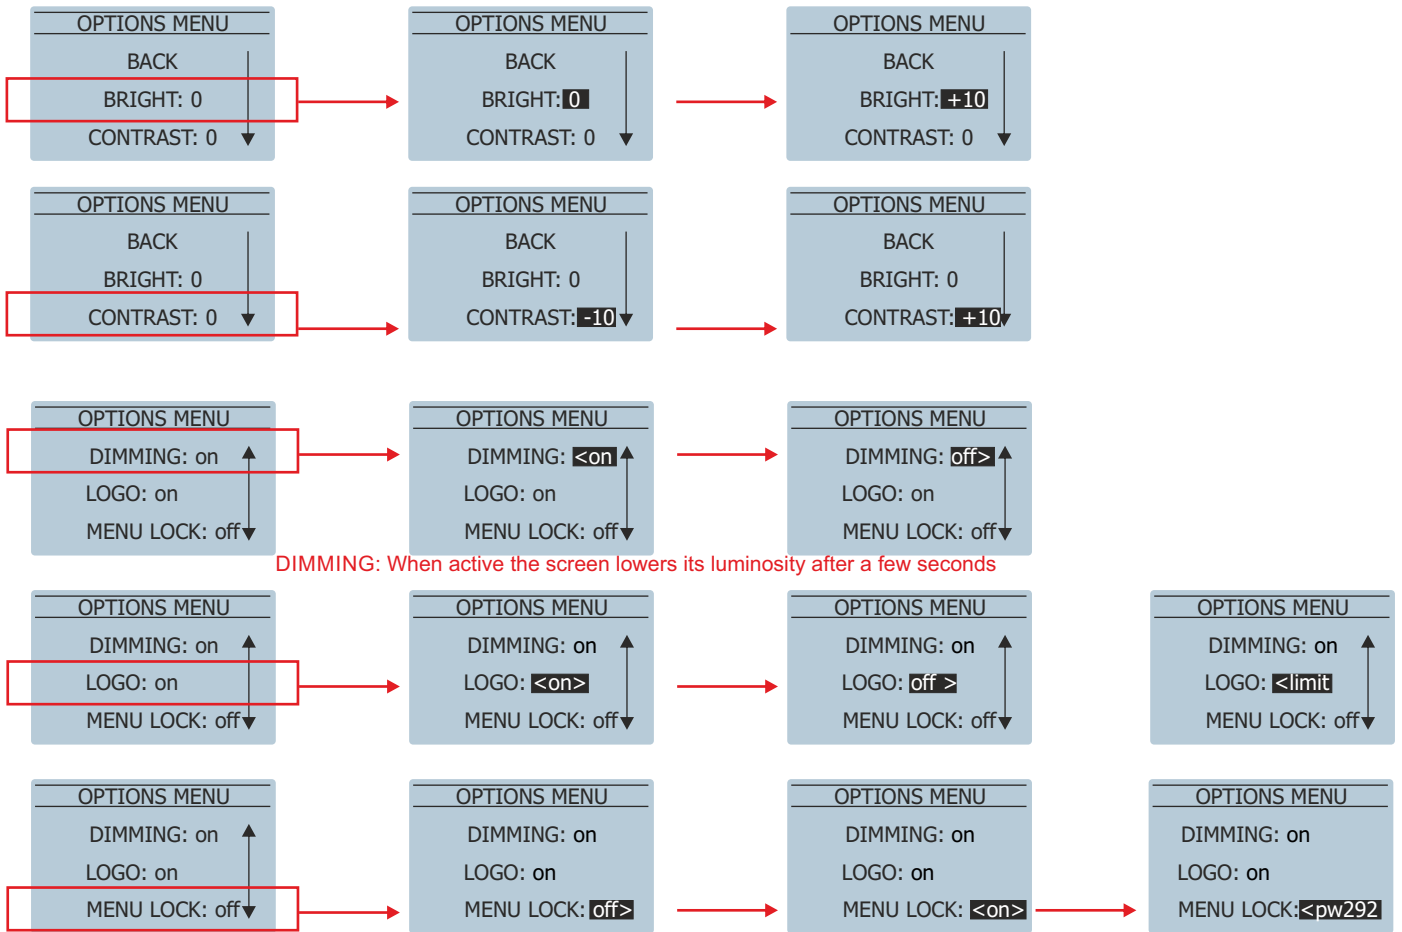 OPTIONS MENU
BACK
BRIGHT: 0
CONTRAST: 0
OPTIONS MENU
BACK
BRIGHT: 0
CONTRAST: 0
OPTIONS MENU
BACK
BRIGHT: +10
CONTRAST: 0
OPTIONS MENU
BACK
BRIGHT: 0
CONTRAST: 0
OPTIONS MENU
BACK
BRIGHT: 0
CONTRAST: -10
OPTIONS MENU
BACK
BRIGHT: 0
CONTRAST: +10
OPTIONS MENU
DIMMING: on
LOGO: on
MENU LOCK: off
OPTIONS MENU
DIMMING: <on
LOGO: on
MENU LOCK: off
OPTIONS MENU
DIMMING: off>
LOGO: on
MENU LOCK: off
DIMMING: When active the screen lowers its luminosity after a few seconds
OPTIONS MENU
DIMMING: on
LOGO: on
MENU LOCK: off
OPTIONS MENU
DIMMING: on
LOGO: <on>
MENU LOCK: off
OPTIONS MENU
DIMMING: on
LOGO: off >
MENU LOCK: off
OPTIONS MENU
DIMMING: on
LOGO: <limit
MENU LOCK: off
OPTIONS MENU
DIMMING: on
LOGO: on
MENU LOCK: off
OPTIONS MENU
DIMMING: on
LOGO: on
MENU LOCK: off>
OPTIONS MENU
DIMMING: on
LOGO: on
MENU LOCK: <on>
OPTIONS MENU
DIMMING: on
LOGO: on
MENU LOCK:<pw292